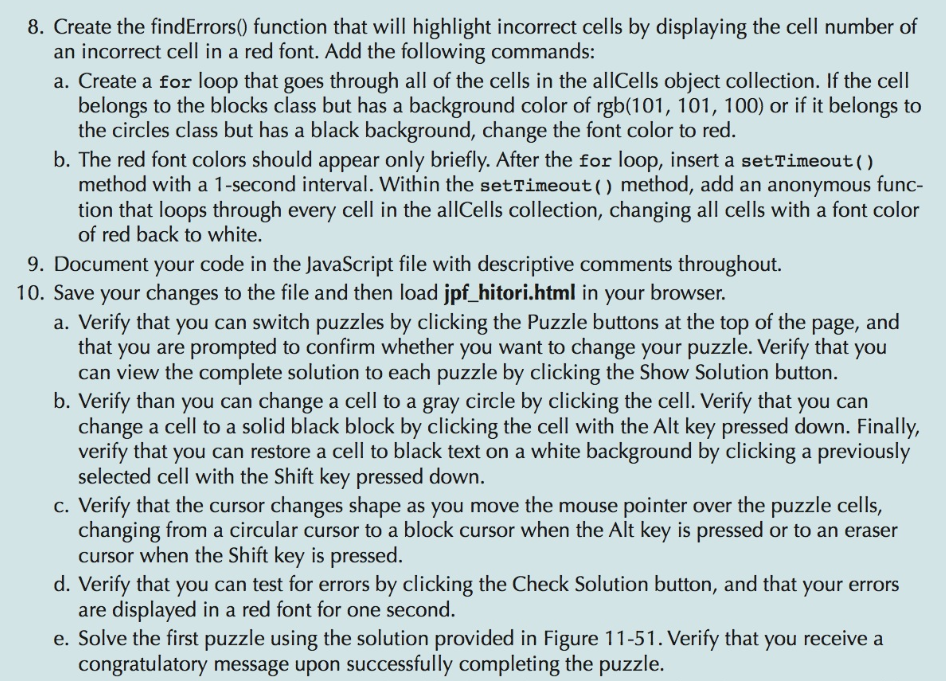 8. Create the findErrors() function that will highlight incorrect cells by displaying the cell number of
an incorrect cell in a red font. Add the following commands:
a. Create a for loop that goes through all of the cells in the allCells object collection. If the cell
belongs to the blocks class but has a background color of rgb(101, 101, 100) or if it belongs to
the circles class but has a black background, change the font color to red.
b. The red font colors should appear only briefly. After the for loop, insert a setTimeout()
method with a 1-second interval. Within the setTimeout() method, add an anonymous func-
tion that loops through every cell in the allCells collection, changing all cells with a font color
of red back to white.
9. Document your code in the JavaScript file with descriptive comments throughout.
10. Save your changes to the file and then load jpf_hitori.html in your browser.
a. Verify that you can switch puzzles by clicking the Puzzle buttons at the top of the page, and
that you are prompted to confirm whether you want to change your puzzle. Verify that you
can view the complete solution to each puzzle by clicking the Show Solution button.
b. Verify than you can change a cell to a gray circle by clicking the cell. Verify that you can
change a cell to a solid black block by clicking the cell with the Alt key pressed down. Finally,
verify that you can restore a cell to black text on a white background by clicking a previously
selected cell with the Shift key pressed down.
c. Verify that the cursor changes shape as you move the mouse pointer over the puzzle cells,
changing from a circular cursor to a block cursor when the Alt key is pressed or to an eraser
cursor when the Shift key is pressed.
d. Verify that you can test for errors by clicking the Check Solution button, and that your errors
are displayed in a red font for one second.
e. Solve the first puzzle using the solution provided in Figure 11-51. Verify that you receive a
congratulatory message upon successfully completing the puzzle.